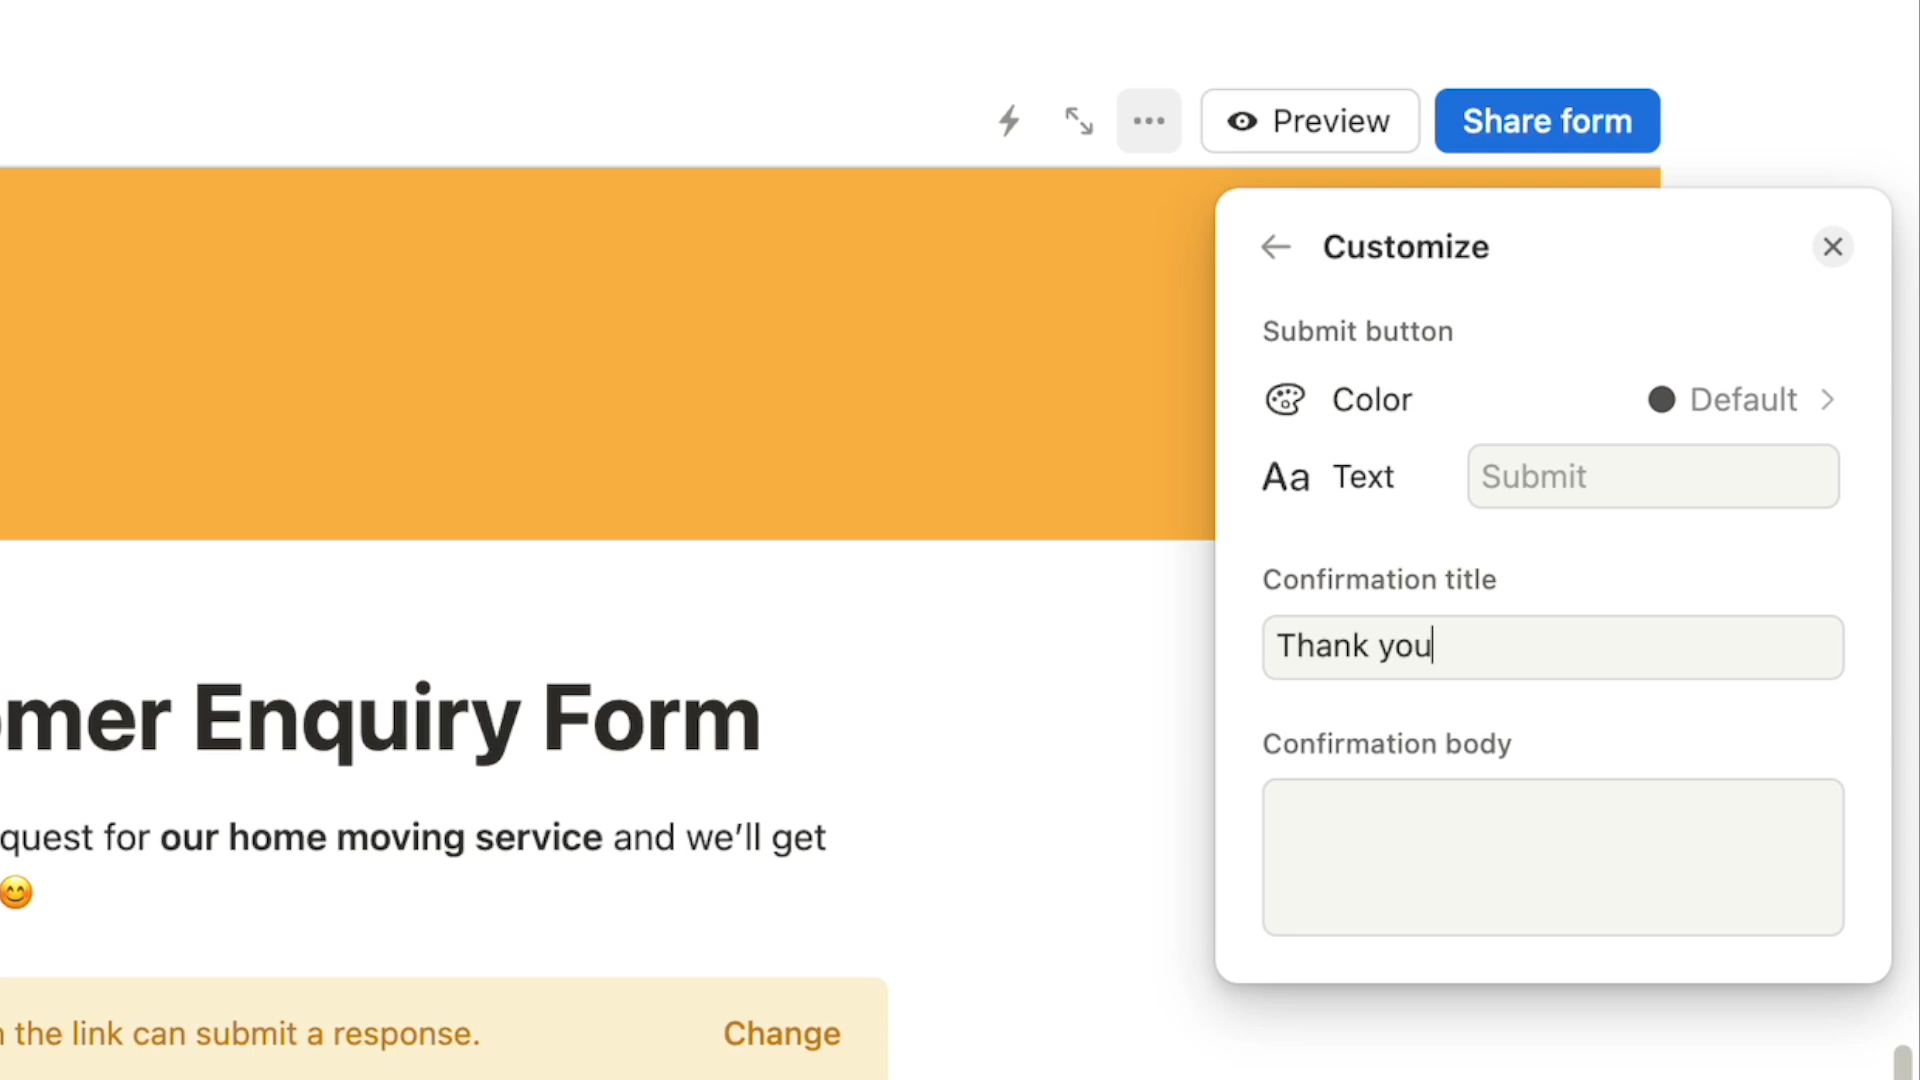 Preview
Share form
Customize
Submit button
Color
Default
Aa Text
Submit
Confirmation title
Thank you
Confirmation body
omer Enquiry Form
quest for our home moving service and we’ll get
😊
the link can submit a response.
Change